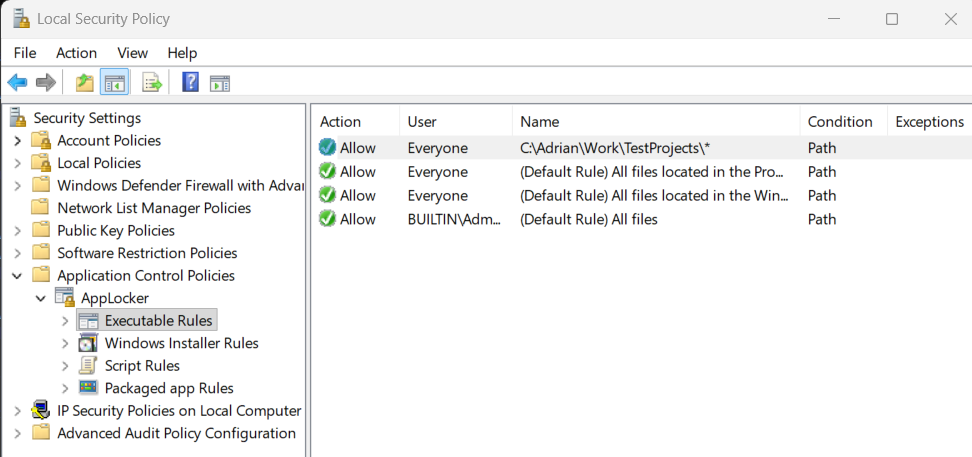 Local Security Policy
File Action View Help
Security Settings
Account Policies
Local Policies
Windows Defender Firewall with Advar
Network List Manager Policies
Public Key Policies
Software Restriction Policies
Application Control Policies
AppLocker
Executable Rules
Windows Installer Rules
Script Rules
Packaged app Rules
IP Security Policies on Local Computer
Advanced Audit Policy Configuration
Action User Name Condition Exceptions
Allow Everyone C:\Adrian\Work\TestProjects\* Path
Allow Everyone (Default Rule) All files located in the Pro... Path
Allow Everyone (Default Rule) All files located in the Win... Path
Allow BUILTIN\Adm... (Default Rule) All files Path